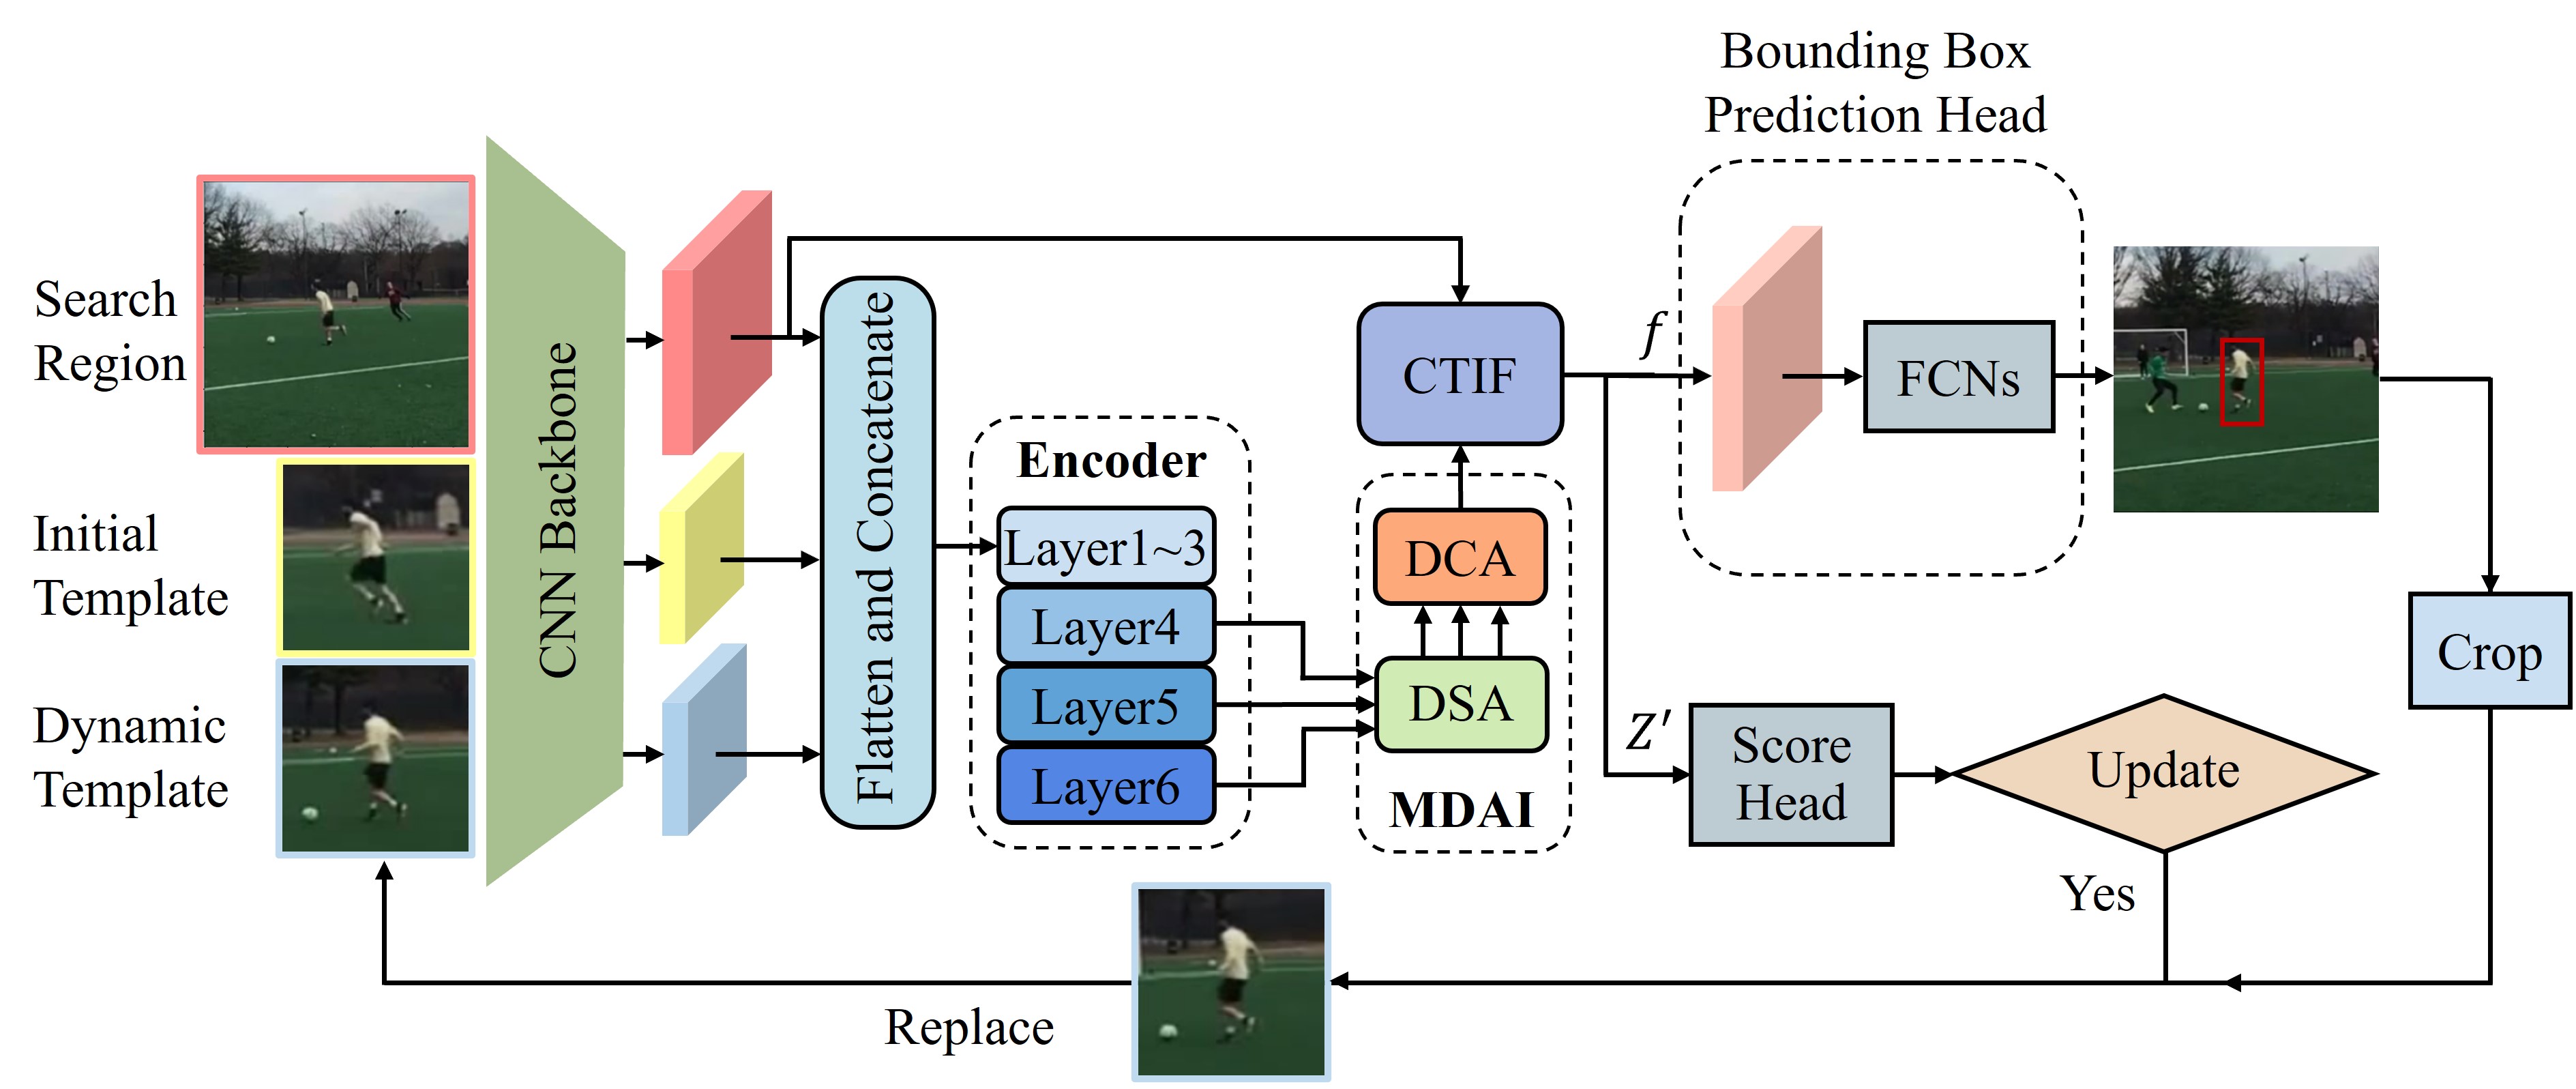 Bounding Box
Prediction Head
Search
Region
Initial
Template
Dynamic
Template
CNN Backbone
Flatten and Concatenate
Encoder
Layer1~3
Layer4
Layer5
Layer6
CTIF
DCA
DSA
MDAI
f
FCNs
Z′
Score
Head
Update
Crop
Yes
Replace